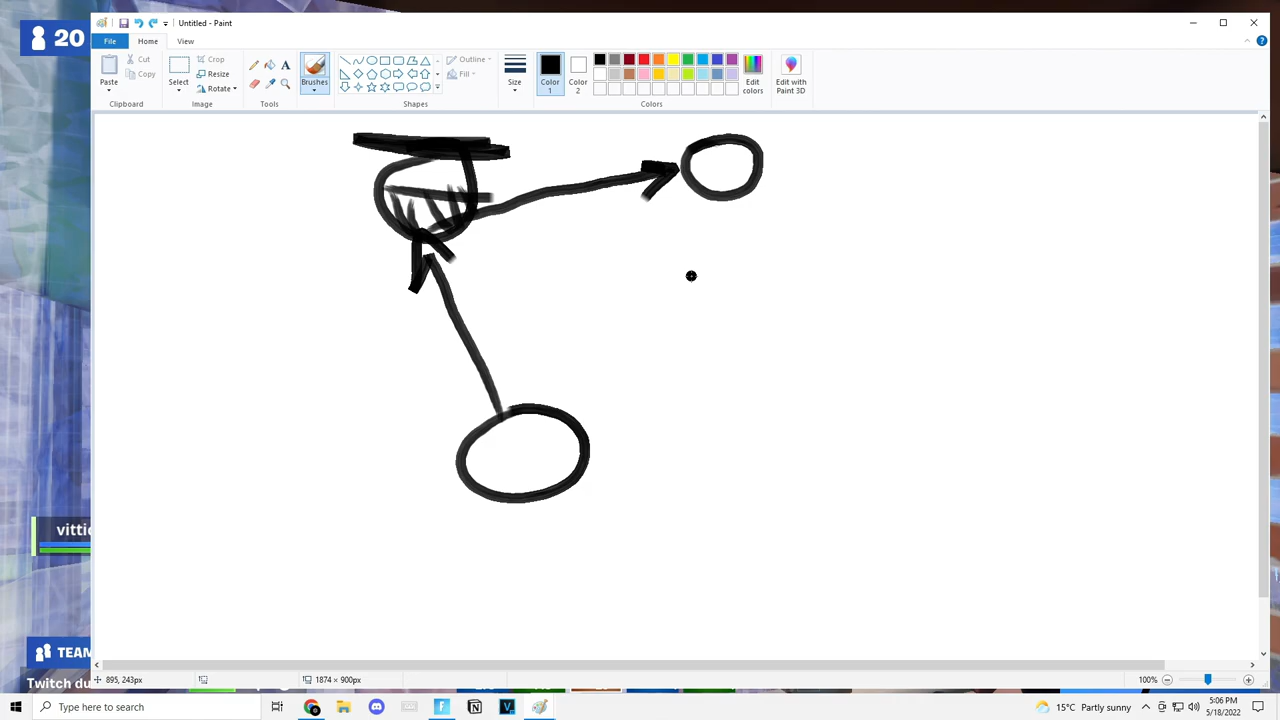 20
Untitled - Paint
File
Home
View
Cut
Crop
Outline
Copy
Resize
Fill
Paste
Select
Rotate
Brushes
Size
Color
1
Color
2
Edit
colors
Edit with
Paint 3D
Clipboard
Image
Tools
Shapes
Colors
A
vittic
TEAM
895, 243px
1874 × 900px
100%
Twitch du
Type here to search
N
V
F
15°C Partly sunny
5:06 PM
5/18/2022